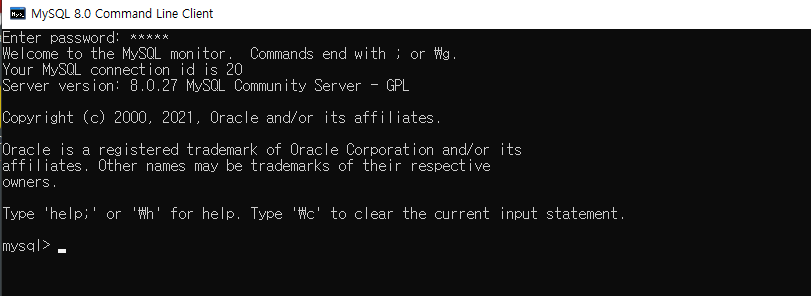 MySQL 8.0 Command Line Client
Enter password: *****
Welcome to the MySQL monitor.  Commands end with ; or ₩g.
Your MySQL connection id is 20
Server version: 8.0.27 MySQL Community Server - GPL
Copyright (c) 2000, 2021, Oracle and/or its affiliates.
Oracle is a registered trademark of Oracle Corporation and/or its
affiliates. Other names may be trademarks of their respective
owners.
Type 'help;' or '₩h' for help. Type '₩c' to clear the current input statement.
mysql>